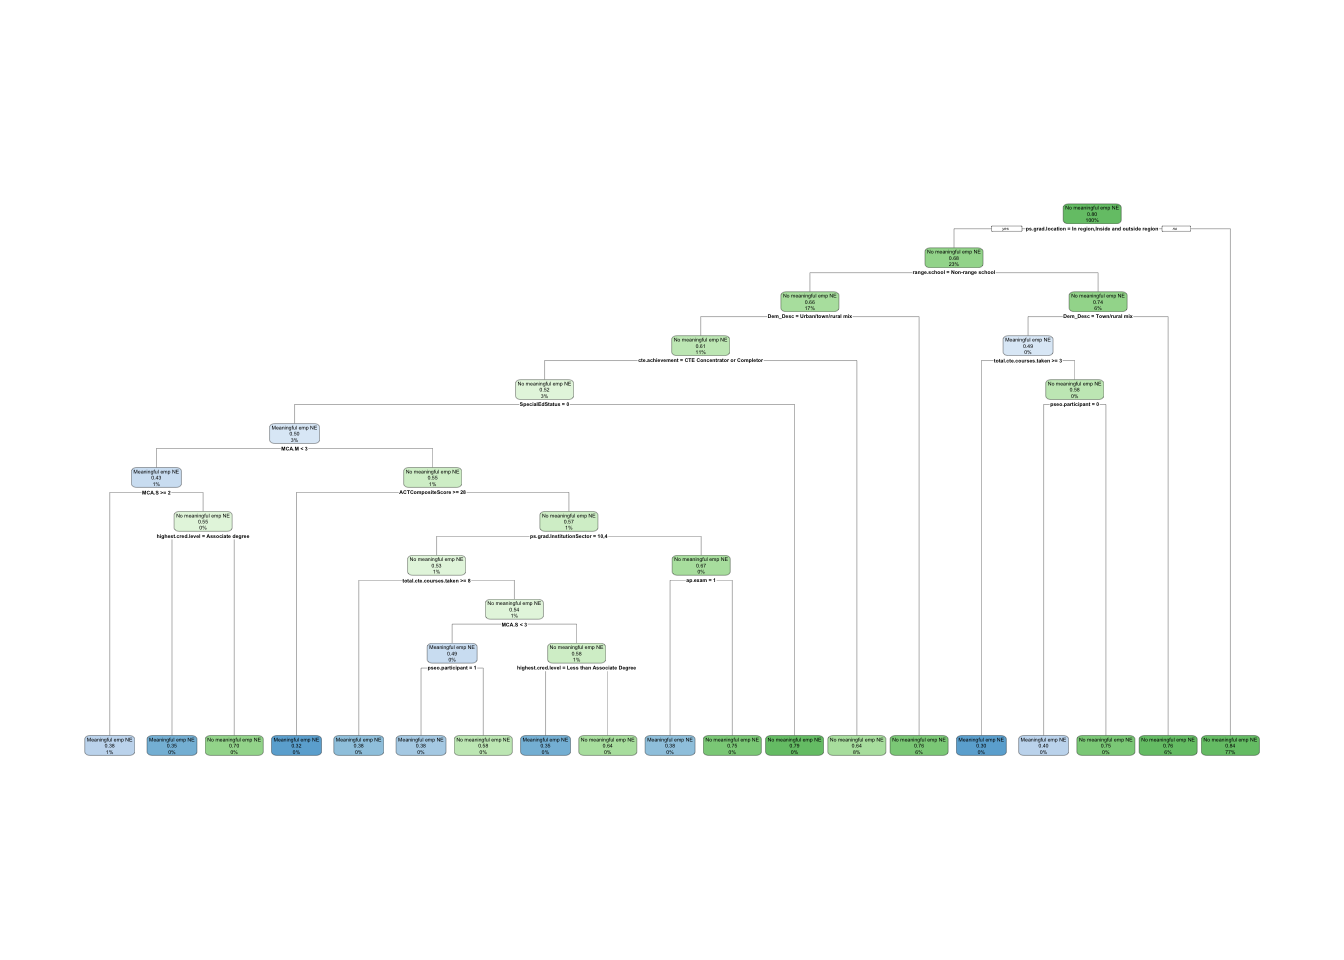 No meaningful emp NE
0.80
100%
yes
ps.grad.location = In region,Inside and outside region
no
No meaningful emp NE
0.68
23%
range.school = Non-range school
No meaningful emp NE
0.66
17%
No meaningful emp NE
0.74
6%
Dem_Desc = Urban/town/rural mix
Dem_Desc = Town/rural mix
No meaningful emp NE
0.61
11%
Meaningful emp NE
0.49
0%
cte.achievement = CTE Concentrator or Completor
total.cte.courses.taken >= 3
No meaningful emp NE
0.52
3%
No meaningful emp NE
0.58
0%
SpecialEdStatus = 0
pseo.participant = 0
Meaningful emp NE
0.50
3%
MCA.M < 3
Meaningful emp NE
0.43
1%
No meaningful emp NE
0.55
1%
MCA.S >= 2
ACTCompositeScore >= 28
No meaningful emp NE
0.55
0%
No meaningful emp NE
0.57
1%
highest.cred.level = Associate degree
ps.grad.InstitutionSector = 10,4
No meaningful emp NE
0.53
1%
No meaningful emp NE
0.67
0%
total.cte.courses.taken >= 8
ap.exam = 1
No meaningful emp NE
0.54
1%
MCA.S < 3
Meaningful emp NE
0.49
0%
No meaningful emp NE
0.58
1%
pseo.participant = 1
highest.cred.level = Less than Associate Degree
Meaningful emp NE
0.38
1%
Meaningful emp NE
0.35
0%
No meaningful emp NE
0.70
0%
Meaningful emp NE
0.32
0%
Meaningful emp NE
0.38
0%
Meaningful emp NE
0.38
0%
No meaningful emp NE
0.58
0%
Meaningful emp NE
0.35
0%
No meaningful emp NE
0.64
0%
Meaningful emp NE
0.38
0%
No meaningful emp NE
0.75
0%
No meaningful emp NE
0.79
0%
No meaningful emp NE
0.64
8%
No meaningful emp NE
0.76
6%
Meaningful emp NE
0.30
0%
Meaningful emp NE
0.40
0%
No meaningful emp NE
0.75
0%
No meaningful emp NE
0.76
6%
No meaningful emp NE
0.84
77%